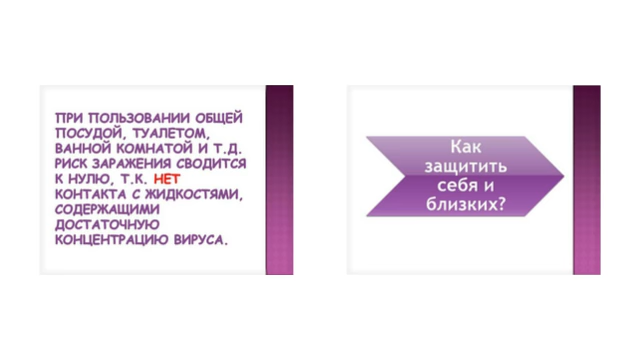 ПРИ ПОЛЬЗОВАНИИ ОБЩЕЙ
ПОСУДОЙ, ТУАЛЕТОМ,
ВАННОЙ КОМНАТОЙ И Т.Д.
РИСК ЗАРАЖЕНИЯ СВОДИТСЯ
К НУЛЮ, Т.К. НЕТ
КОНТАКТА С ЖИДКОСТЯМИ,
СОДЕРЖАЩИМИ
ДОСТАТОЧНУЮ
КОНЦЕНТРАЦИЮ ВИРУСА.
Как
защитить
себя и
близких?